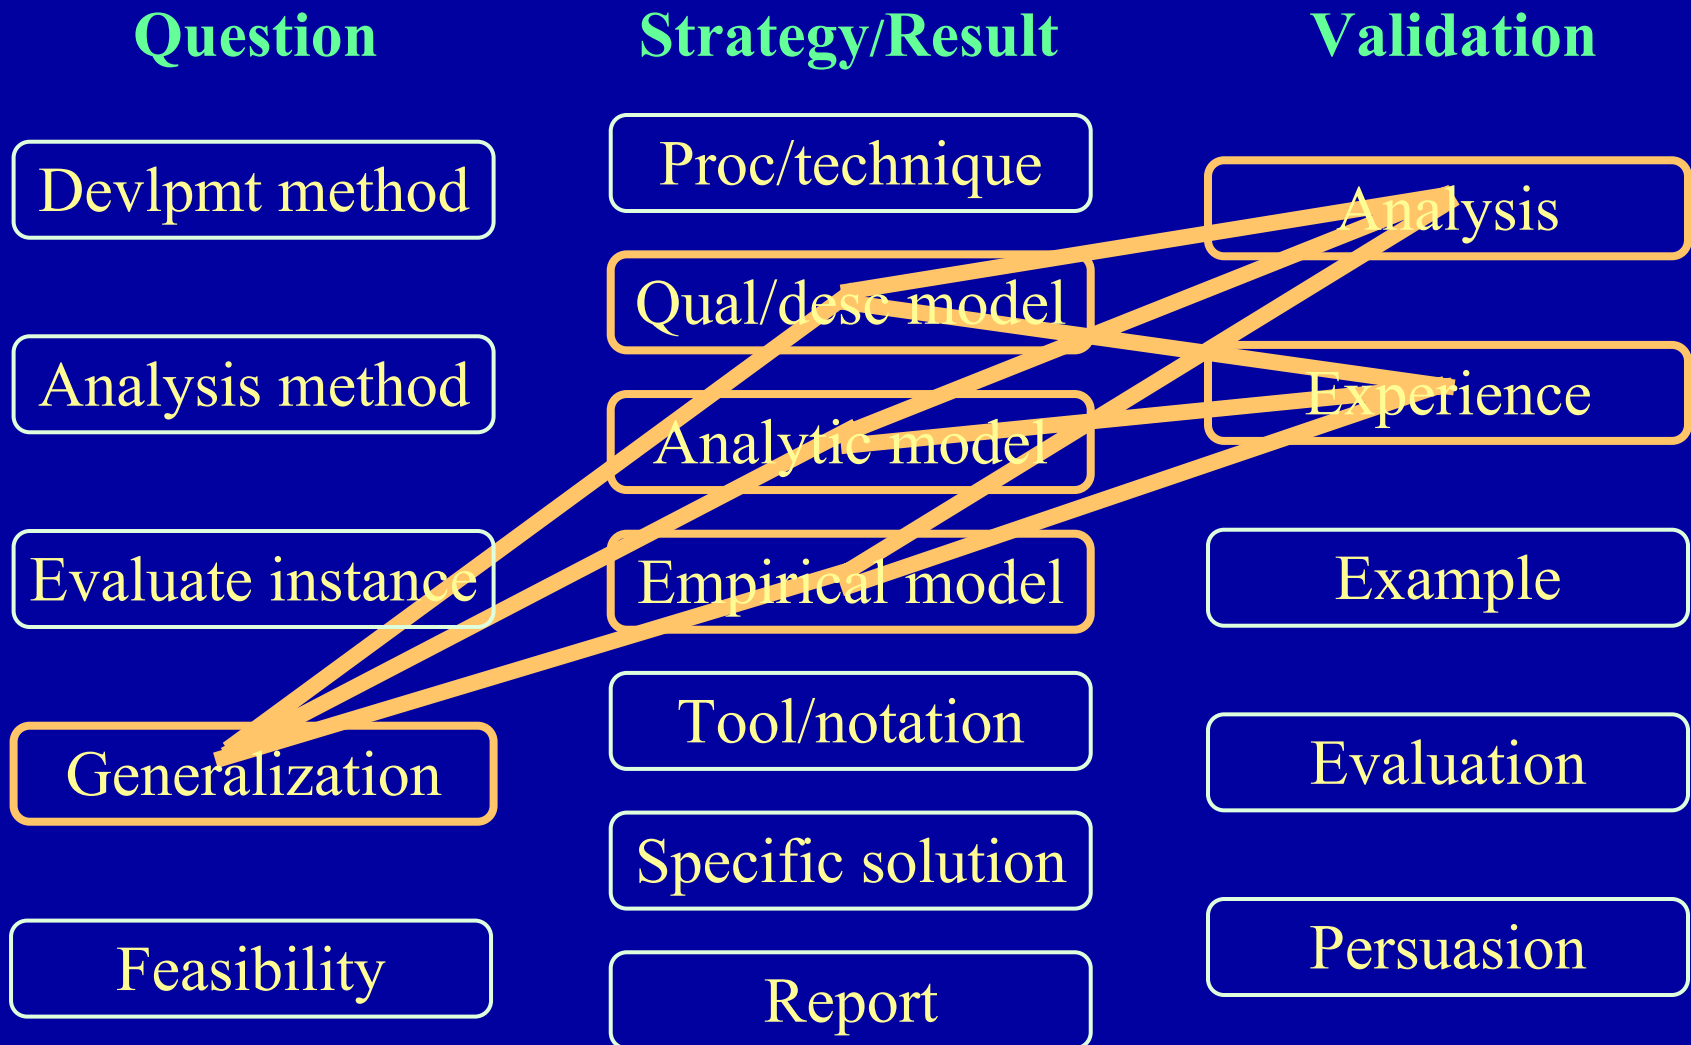 Question
Strategy/Result
Validation
Devlpmt method
Analysis method
Evaluate instance
Generalization
Feasibility
Proc/technique
Qual/desc model
Analytic model
Empirical model
Tool/notation
Specific solution
Report
Analysis
Experience
Example
Evaluation
Persuasion